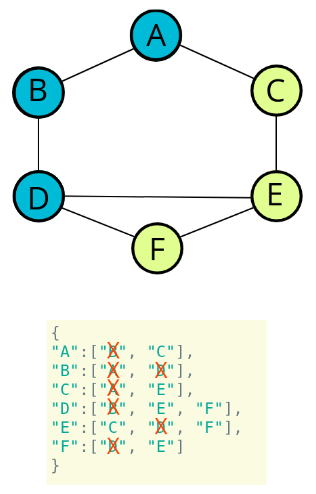 A
B
C
D
E
F
{
"A":["B", "C"],
"B":["A", "D"],
"C":["A", "E"],
"D":["B", "E", "F"],
"E":["C", "D", "F"],
"F":["D", "E"]
}